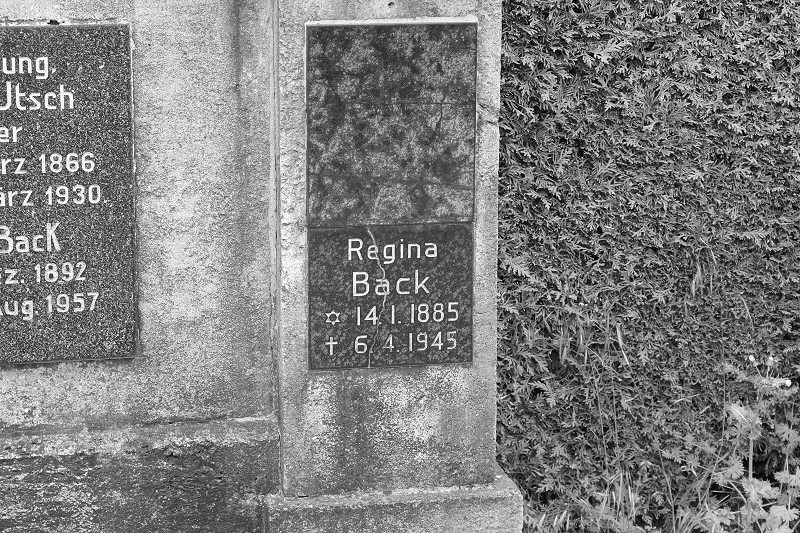 ung,
Utsch
er
rz 1866
ärz 1930.
Back
ez. 1892
Aug. 1957
Regina
Back
✡ 14.1.1885
† 6.4.1945